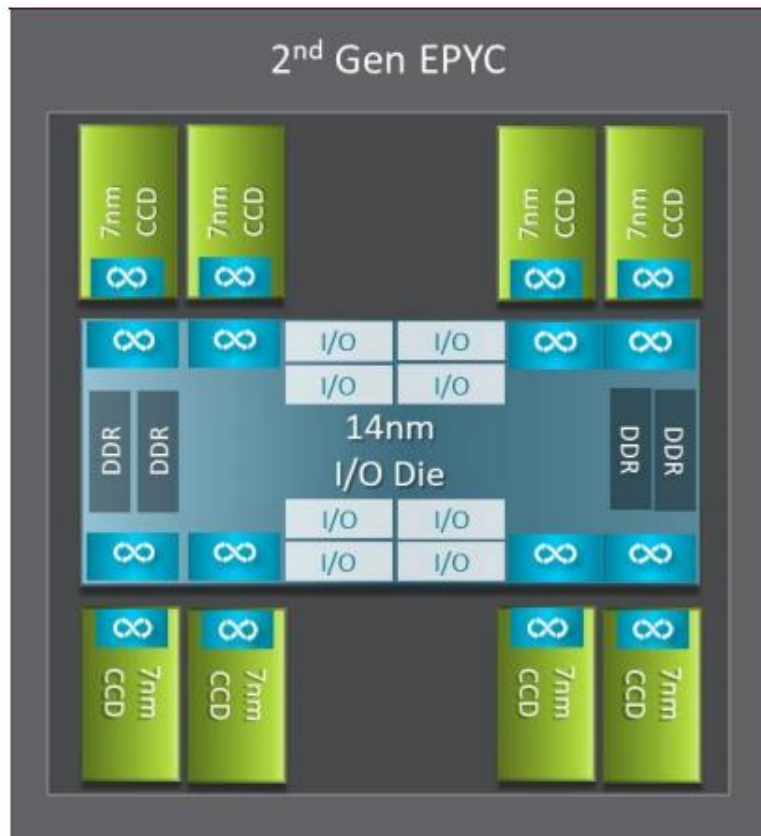 2nd Gen EPYC
7nm
CCD
7nm
CCD
7nm
CCD
7nm
CCD
∞
∞
∞
∞
∞
∞
I/O
I/O
∞
∞
I/O
I/O
DDR
DDR
14nm
I/O Die
DDR
DDR
I/O
I/O
∞
∞
I/O
I/O
∞
∞
∞
∞
∞
∞
7nm
CCD
7nm
CCD
7nm
CCD
7nm
CCD